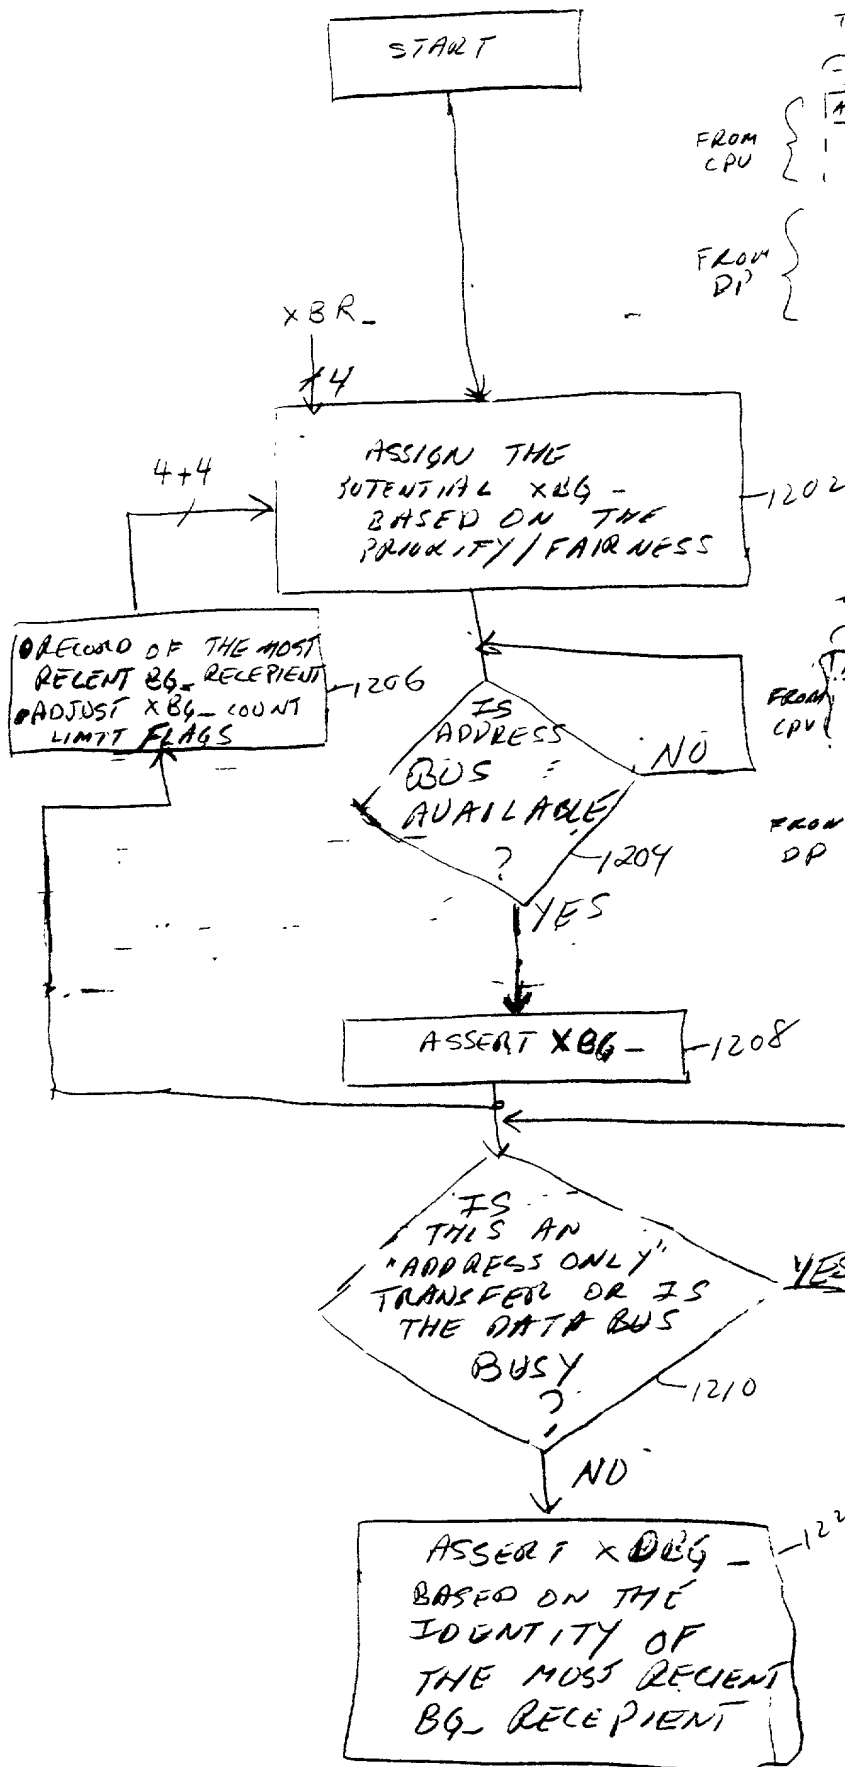 START
FROM
CPU
FROM
DP
XBR_
4
4+4
ASSIGN THE
POTENTIAL XBG_
BASED ON THE
PRIORITY/FAIRNESS
1202
RECORD OF THE MOST
RECENT BG_ RECEPIENT
ADJUST XBG_ COUNT
LIMIT FLAGS
1206
IS
ADDRESS
BUS
AVAILABLE
?
NO
1204
YES
FROM
CPU
FROM
DP
ASSERT XBG_
1208
IS
THIS AN
"ADDRESS ONLY"
TRANSFER OR IS
THE DATA BUS
BUSY
?
YES
1210
NO
ASSERT XDBG_
BASED ON THE
IDENTITY OF
THE MOST RECIENT
BG_ RECEPIENT
122